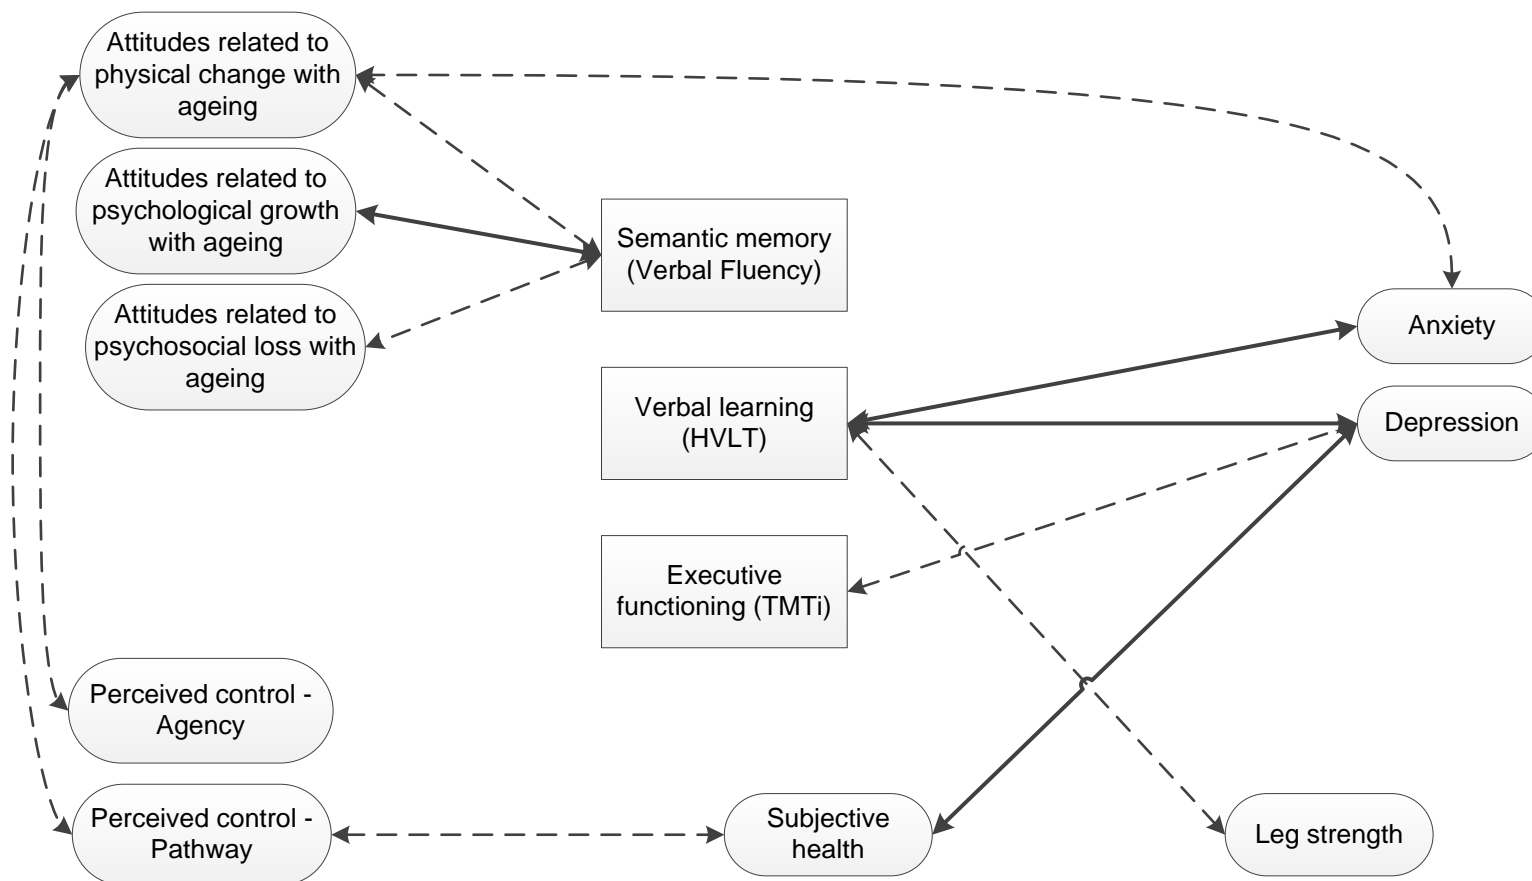 Attitudes related to
physical change with
ageing
Attitudes related to
psychological growth
with ageing
Semantic memory
(Verbal Fluency)
Attitudes related to
psychosocial loss with
ageing
Anxiety
Verbal learning
(HVLT)
Depression
Executive
functioning (TMTi)
Perceived control -
Agency
Perceived control -
Pathway
Subjective
health
Leg strength